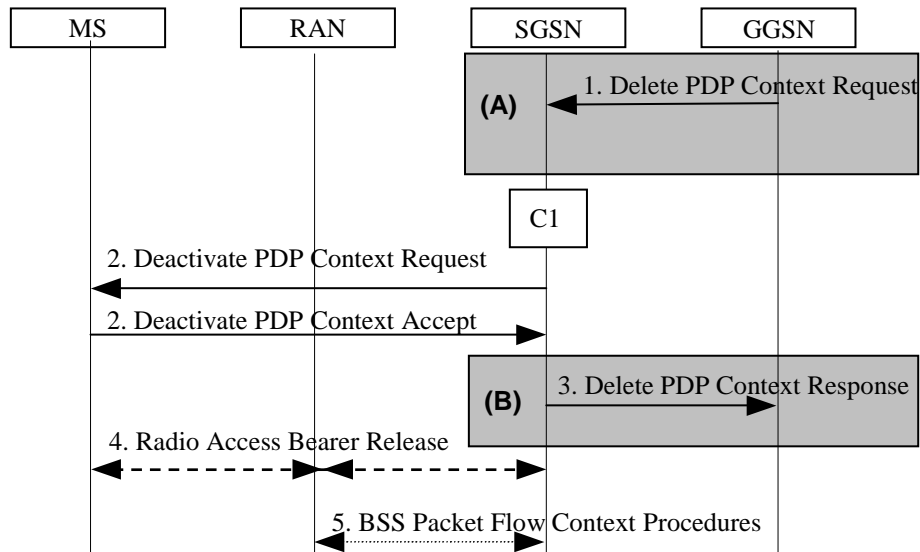 MS RAN SGSN GGSN
1. Delete PDP Context Request
(A)
C1
2. Deactivate PDP Context Request
2. Deactivate PDP Context Accept
3. Delete PDP Context Response
(B)
4. Radio Access Bearer Release
5. BSS Packet Flow Context Procedures